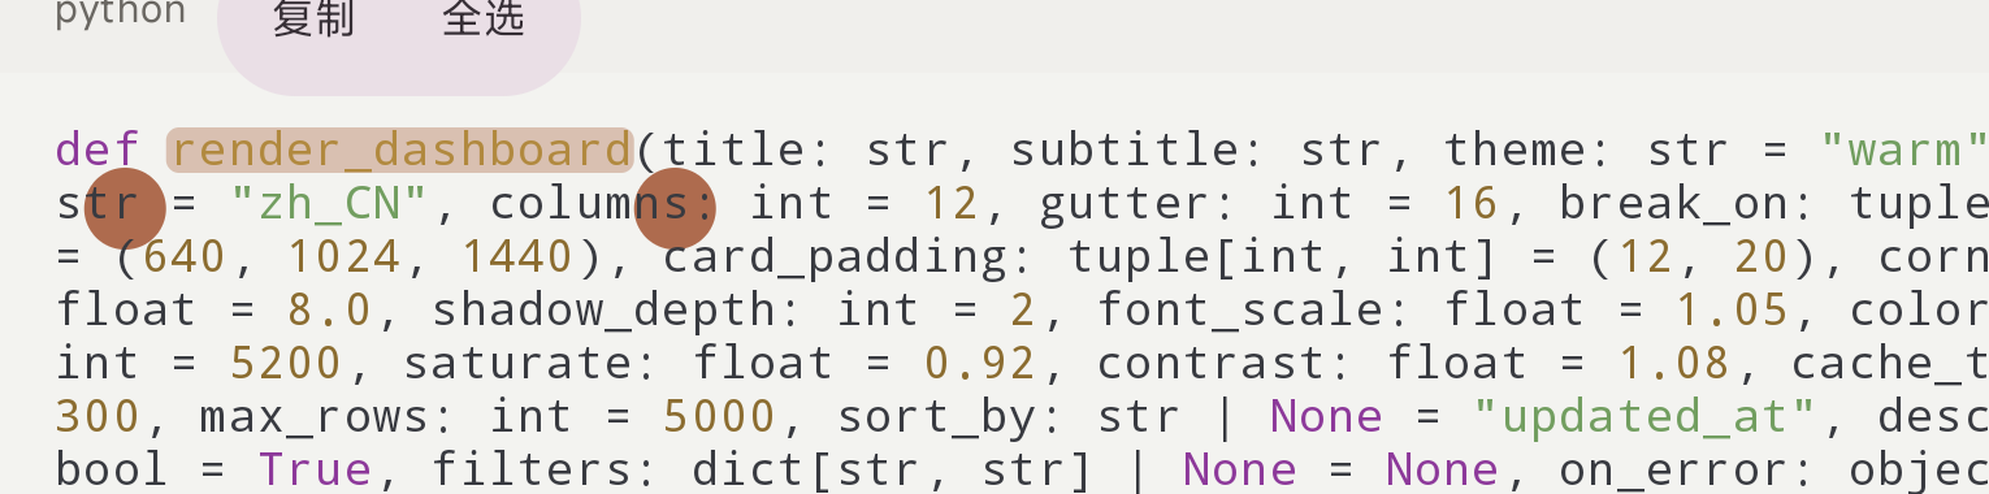 python
复制 全选
def render_dashboard(title: str, subtitle: str, theme: str = "warm"
str = "zh_CN", columns: int = 12, gutter: int = 16, break_on: tuple
= (640, 1024, 1440), card_padding: tuple[int, int] = (12, 20), corn
float = 8.0, shadow_depth: int = 2, font_scale: float = 1.05, color
int = 5200, saturate: float = 0.92, contrast: float = 1.08, cache_t
300, max_rows: int = 5000, sort_by: str | None = "updated_at", desc
bool = True, filters: dict[str, str] | None = None, on_error: objec